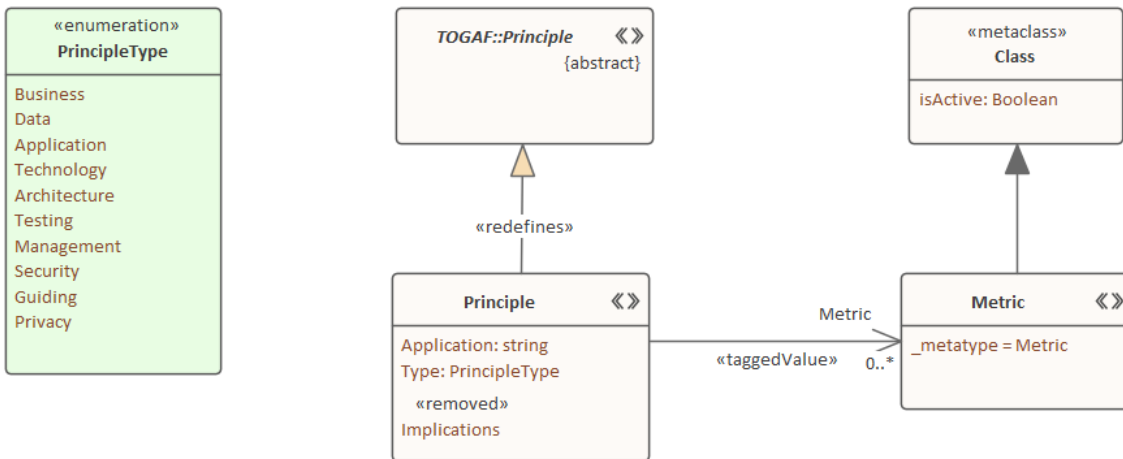 «enumeration»
PrincipleType
Business
Data
Application
Technology
Architecture
Testing
Management
Security
Guiding
Privacy
TOGAF::Principle
{abstract}
«metaclass»
Class
isActive: Boolean
«redefines»
Principle
Application: string
Type: PrincipleType
«removed»
Implications
Metric
«taggedValue»
0..*
Metric
_metatype = Metric